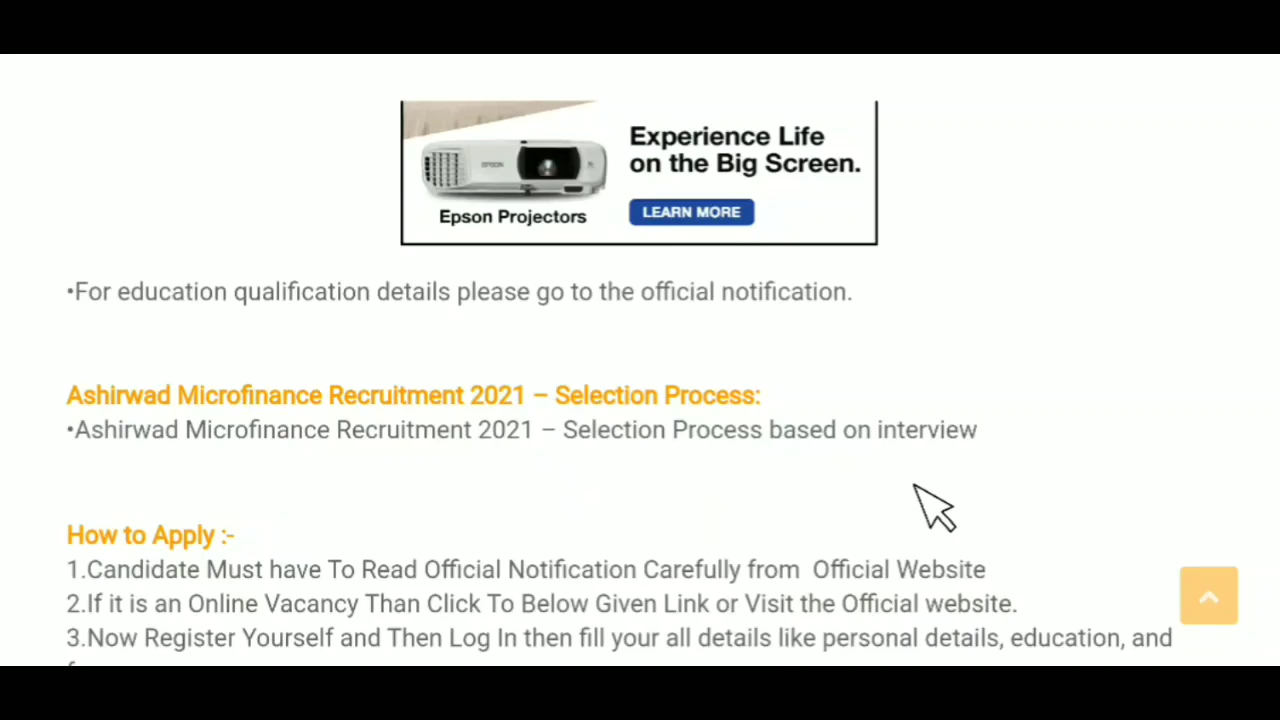 Experience Life
on the Big Screen.
EPSON
Epson Projectors
LEARN MORE
•For education qualification details please go to the official notification.
Ashirwad Microfinance Recruitment 2021 – Selection Process:
•Ashirwad Microfinance Recruitment 2021 – Selection Process based on interview
How to Apply :-
1.Candidate Must have To Read Official Notification Carefully from  Official Website
2.If it is an Online Vacancy Than Click To Below Given Link or Visit the Official website.
3.Now Register Yourself and Then Log In then fill your all details like personal details, education, and